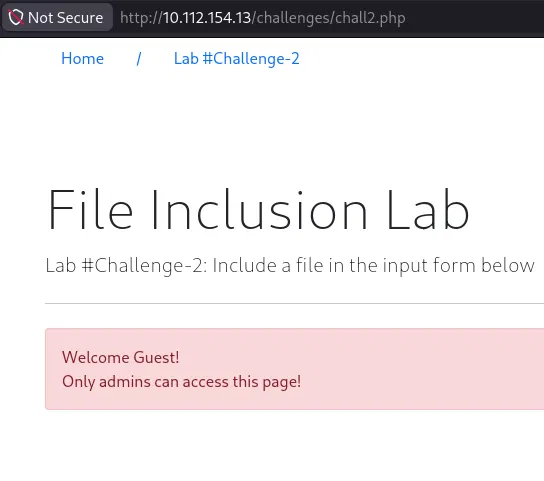 Not Secure http://10.112.154.13/challenges/chall2.php
Home / Lab #Challenge-2
File Inclusion Lab
Lab #Challenge-2: Include a file in the input form below
Welcome Guest!
Only admins can access this page!